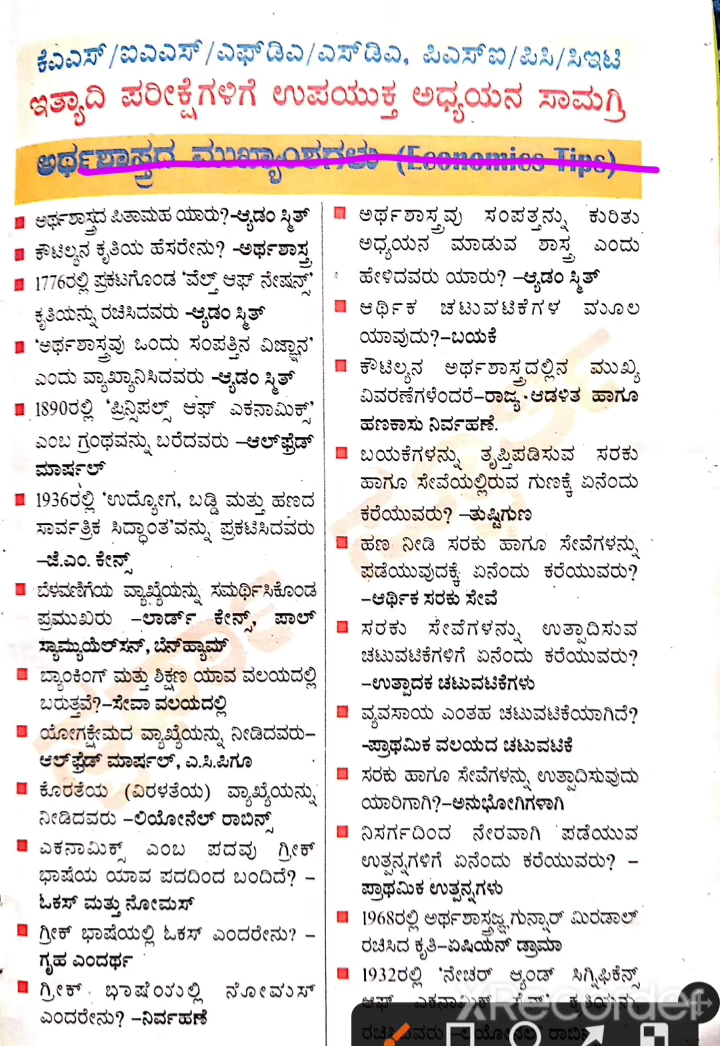 ಕೆಎಎಸ್/ಐಎಎಸ್/ಎಫ್‌ಡಿಎ/ಎಸ್‌ಡಿಎ, ಪಿಎಸ್‌ಐ/ಪಿಸಿ/ಸಿಇಟಿ
ಇತ್ಯಾದಿ ಪರೀಕ್ಷೆಗಳಿಗೆ ಉಪಯುಕ್ತ ಅಧ್ಯಯನ ಸಾಮಗ್ರಿ
ಅರ್ಥಶಾಸ್ತ್ರದ ಮುಖ್ಯಾಂಶಗಳು (Economics Tips)
ಅರ್ಥಶಾಸ್ತ್ರದ ಪಿತಾಮಹ ಯಾರು?-ಆ್ಯಡಂ ಸ್ಮಿತ್
ಕೌಟಿಲ್ಯನ ಕೃತಿಯ ಹೆಸರೇನು? -ಅರ್ಥಶಾಸ್ತ್ರ
1776ರಲ್ಲಿ ಪ್ರಕಟಗೊಂಡ 'ವೆಲ್ತ್ ಆಫ್ ನೇಷನ್ಸ್'
ಕೃತಿಯನ್ನು ರಚಿಸಿದವರು -ಆ್ಯಡಂ ಸ್ಮಿತ್
'ಅರ್ಥಶಾಸ್ತ್ರವು ಒಂದು ಸಂಪತ್ತಿನ ವಿಜ್ಞಾನ'
ಎಂದು ವ್ಯಾಖ್ಯಾನಿಸಿದವರು -ಆ್ಯಡಂ ಸ್ಮಿತ್
1890ರಲ್ಲಿ 'ಪ್ರಿನ್ಸಿಪಲ್ಸ್ ಆಫ್ ಎಕನಾಮಿಕ್ಸ್'
ಎಂಬ ಗ್ರಂಥವನ್ನು ಬರೆದವರು -ಆಲ್‌ಫ್ರೆಡ್
ಮಾರ್ಷಲ್
1936ರಲ್ಲಿ 'ಉದ್ಯೋಗ, ಬಡ್ಡಿ ಮತ್ತು ಹಣದ
ಸಾರ್ವತ್ರಿಕ ಸಿದ್ಧಾಂತ'ವನ್ನು ಪ್ರಕಟಿಸಿದವರು
-ಜೆ.ಎಂ. ಕೇನ್ಸ್
ಬೆಳವಣಿಗೆಯ ವ್ಯಾಖ್ಯೆಯನ್ನು ಸಮರ್ಥಿಸಿಕೊಂಡ
ಪ್ರಮುಖರು -ಲಾರ್ಡ್ ಕೇನ್ಸ್, ಪಾಲ್
ಸ್ಯಾಮ್ಯುಯೆಲ್‌ಸನ್, ಬೆನ್‌ಹ್ಯಾಮ್
ಬ್ಯಾಂಕಿಂಗ್ ಮತ್ತು ಶಿಕ್ಷಣ ಯಾವ ವಲಯದಲ್ಲಿ
ಬರುತ್ತವೆ?-ಸೇವಾ ವಲಯದಲ್ಲಿ
ಯೋಗಕ್ಷೇಮದ ವ್ಯಾಖ್ಯೆಯನ್ನು ನೀಡಿದವರು-
ಆಲ್‌ಫ್ರೆಡ್ ಮಾರ್ಷಲ್, ಎ.ಸಿ.ಪಿಗೂ
ಕೊರತೆಯ (ವಿರಳತೆಯ) ವ್ಯಾಖ್ಯೆಯನ್ನು
ನೀಡಿದವರು -ಲಿಯೋನೆಲ್ ರಾಬಿನ್ಸ್
ಎಕನಾಮಿಕ್ಸ್ ಎಂಬ ಪದವು ಗ್ರೀಕ್
ಭಾಷೆಯ ಯಾವ ಪದದಿಂದ ಬಂದಿದೆ? -
ಓಕಸ್ ಮತ್ತು ನೋಮಸ್
ಗ್ರೀಕ್ ಭಾಷೆಯಲ್ಲಿ ಓಕಸ್ ಎಂದರೇನು? -
ಗೃಹ ಎಂದರ್ಥ
ಗ್ರೀಕ್ ಭಾಷೆಯಲ್ಲಿ ನೋಮಸ್
ಎಂದರೇನು? -ನಿರ್ವಹಣೆ
ಅರ್ಥಶಾಸ್ತ್ರವು ಸಂಪತ್ತನ್ನು ಕುರಿತು
ಅಧ್ಯಯನ ಮಾಡುವ ಶಾಸ್ತ್ರ ಎಂದು
ಹೇಳಿದವರು ಯಾರು? -ಆ್ಯಡಂ ಸ್ಮಿತ್
ಆರ್ಥಿಕ ಚಟುವಟಿಕೆಗಳ ಮೂಲ
ಯಾವುದು?-ಬಯಕೆ
ಕೌಟಿಲ್ಯನ ಅರ್ಥಶಾಸ್ತ್ರದಲ್ಲಿನ ಮುಖ್ಯ
ವಿವರಣೆಗಳೆಂದರೆ-ರಾಜ್ಯ ಆಡಳಿತ ಹಾಗೂ
ಹಣಕಾಸು ನಿರ್ವಹಣೆ.
ಬಯಕೆಗಳನ್ನು ತೃಪ್ತಿಪಡಿಸುವ ಸರಕು
ಹಾಗೂ ಸೇವೆಯಲ್ಲಿರುವ ಗುಣಕ್ಕೆ ಏನೆಂದು
ಕರೆಯುವರು? -ತುಷ್ಟಿಗುಣ
ಹಣ ನೀಡಿ ಸರಕು ಹಾಗೂ ಸೇವೆಗಳನ್ನು
ಪಡೆಯುವುದಕ್ಕೆ ಏನೆಂದು ಕರೆಯುವರು?
-ಆರ್ಥಿಕ ಸರಕು ಸೇವೆ
ಸರಕು ಸೇವೆಗಳನ್ನು ಉತ್ಪಾದಿಸುವ
ಚಟುವಟಿಕೆಗಳಿಗೆ ಏನೆಂದು ಕರೆಯುವರು?
-ಉತ್ಪಾದಕ ಚಟುವಟಿಕೆಗಳು
ವ್ಯವಸಾಯ ಎಂತಹ ಚಟುವಟಿಕೆಯಾಗಿದೆ?
-ಪ್ರಾಥಮಿಕ ವಲಯದ ಚಟುವಟಿಕೆ
ಸರಕು ಹಾಗೂ ಸೇವೆಗಳನ್ನು ಉತ್ಪಾದಿಸುವುದು
ಯಾರಿಗಾಗಿ?-ಅನುಭೋಗಿಗಳಾಗಿ
ನಿಸರ್ಗದಿಂದ ನೇರವಾಗಿ ಪಡೆಯುವ
ಉತ್ಪನ್ನಗಳಿಗೆ ಏನೆಂದು ಕರೆಯುವರು? -
ಪ್ರಾಥಮಿಕ ಉತ್ಪನ್ನಗಳು
1968ರಲ್ಲಿ ಅರ್ಥಶಾಸ್ತ್ರಜ್ಞ ಗುನ್ನಾರ್ ಮಿರಡಾಲ್
ರಚಿಸಿದ ಕೃತಿ-ಏಷಿಯನ್ ಡ್ರಾಮಾ
1932ರಲ್ಲಿ 'ನೇಚರ್ ಆ್ಯಂಡ್ ಸಿಗ್ನಿಫಿಕೆನ್ಸ್
ಆಫ್ ಎಕನಾಮಿಕ್
XRecorder